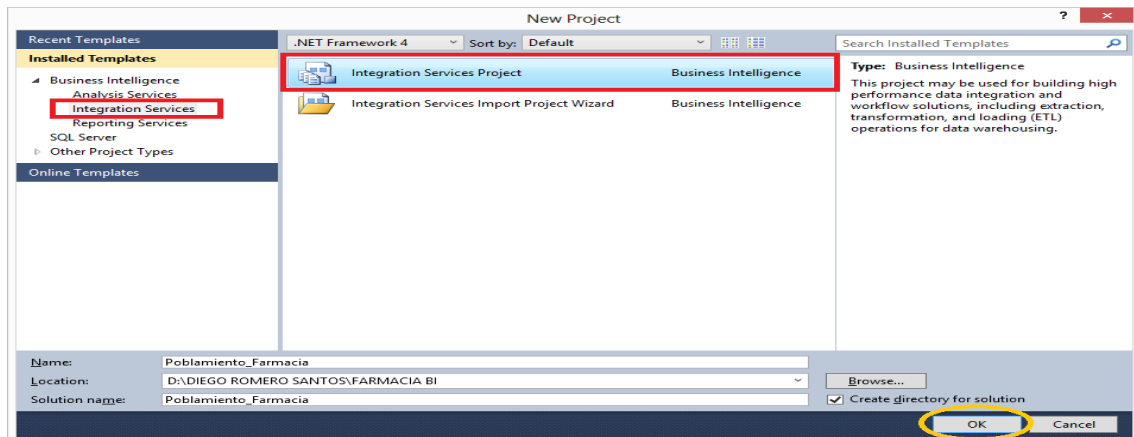 New Project
?
×
Recent Templates
Installed Templates
Business Intelligence
Analysis Services
Integration Services
Reporting Services
SQL Server
Other Project Types
Online Templates
.NET Framework 4 Sort by: Default
Integration Services Project Business Intelligence
Integration Services Import Project Wizard Business Intelligence
Search Installed Templates
Type: Business Intelligence
This project may be used for building high
performance data integration and
workflow solutions, including extraction,
transformation, and loading (ETL)
operations for data warehousing.
Name: Poblamiento_Farmacia
Location: D:\DIEGO ROMERO SANTOS\FARMACIA BI Browse...
Solution name: Poblamiento_Farmacia Create directory for solution
OK Cancel